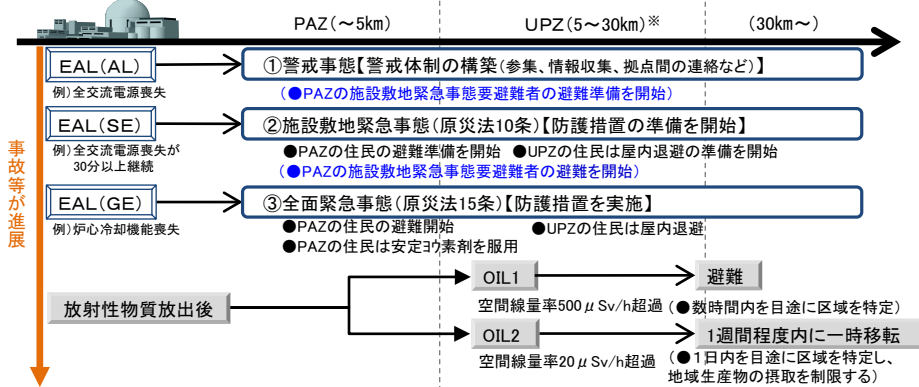 PAZ(～5km)
UPZ(5～30km)※
(30km～)
EAL(AL)
①警戒事態【警戒体制の構築(参集、情報収集、拠点間の連絡など)】
例)全交流電源喪失
(●PAZの施設敷地緊急事態要避難者の避難準備を開始)
EAL(SE)
②施設敷地緊急事態(原災法10条)【防護措置の準備を開始】
例)全交流電源喪失が
30分以上継続
●PAZの住民の避難準備を開始 ●UPZの住民は屋内退避の準備を開始
(●PAZの施設敷地緊急事態要避難者の避難を開始)
EAL(GE)
③全面緊急事態(原災法15条)【防護措置を実施】
例)炉心冷却機能喪失
●PAZの住民の避難開始
●UPZの住民は屋内退避
●PAZの住民は安定ﾖｳ素剤を服用
事故等が進展
放射性物質放出後
OIL1
避難
空間線量率500μSv/h超過
(●数時間内を目途に区域を特定)
OIL2
1週間程度内に一時移転
空間線量率20μSv/h超過
(●1日内を目途に区域を特定し、
地域生産物の摂取を制限する)